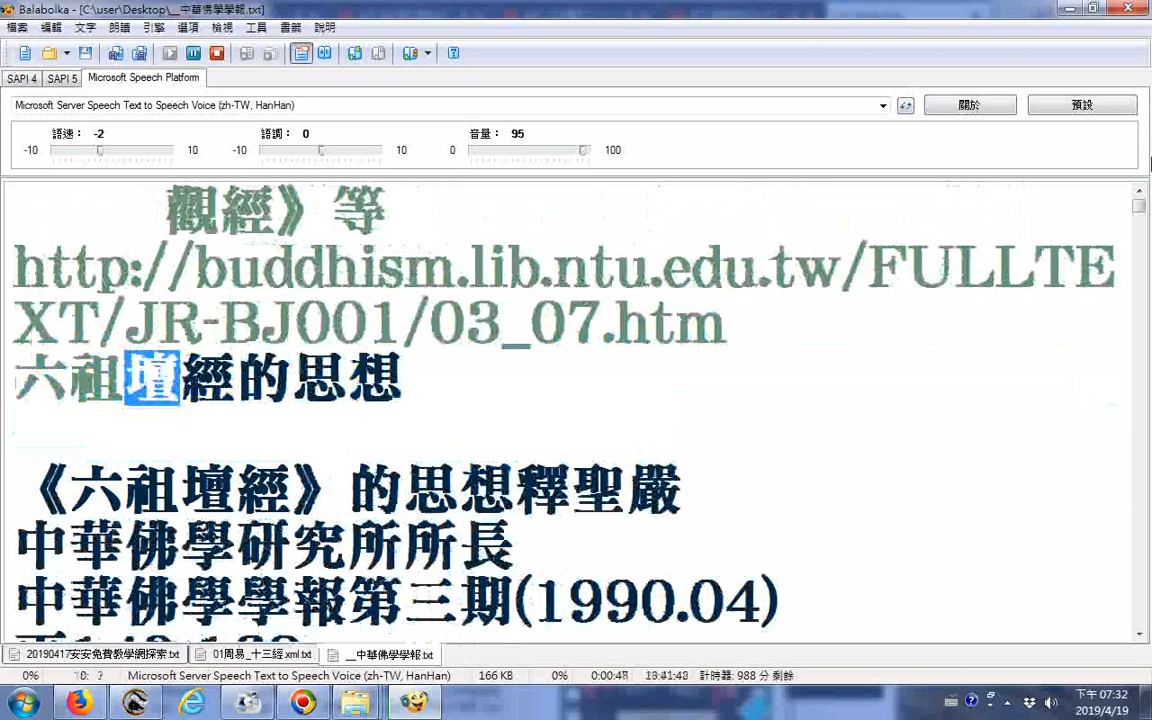 Balabolka - [C:\user\Desktop\__中華佛學學報.txt]
檔案 編輯 文字 朗讀 引擎 選項 檢視 工具 書籤 說明
SAPI 4 SAPI 5 Microsoft Speech Platform
Microsoft Server Speech Text to Speech Voice (zh-TW, HanHan) 關於 預設
語速： -2 語調： 0 音量： 95
-10 10 -10 10 0 100
觀經》等
http://buddhism.lib.ntu.edu.tw/FULLTE
XT/JR-BJ001/03_07.htm
六祖壇經的思想
《六祖壇經》的思想釋聖嚴
中華佛學研究所所長
中華佛學學報第三期(1990.04)
20190417安安免費教學網探索.txt 01周易_十三經.xml.txt __中華佛學學報.txt
0% Microsoft Server Speech Text to Speech Voice (zh-TW, HanHan) 166 KB 0% 計時器: 988 分 剩餘
下午 07:32
2019/4/19